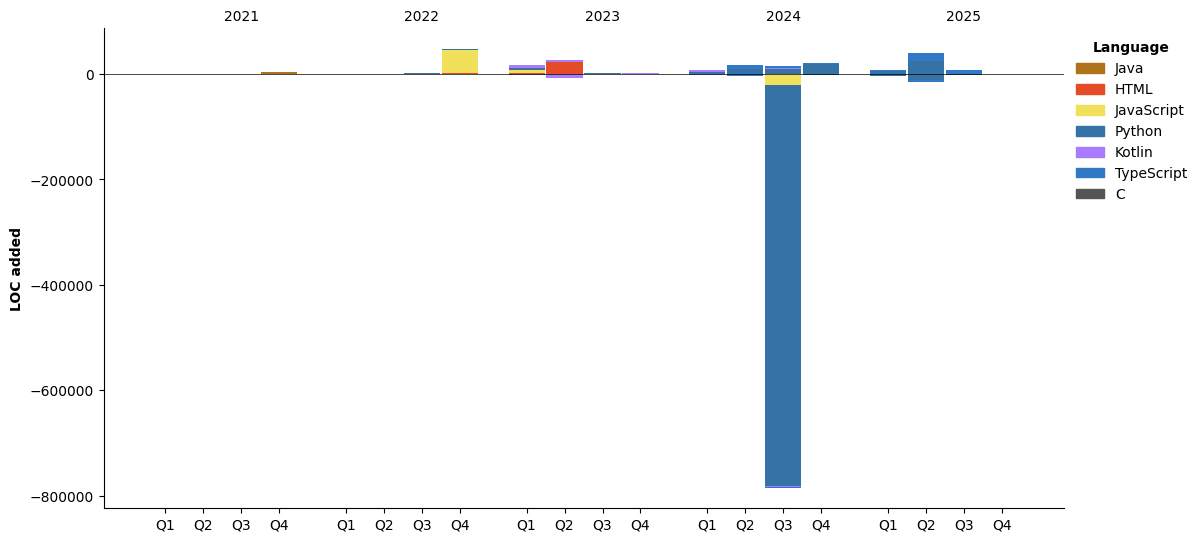 2021 2022 2023 2024 2025
Language
Java
HTML
JavaScript
Python
Kotlin
TypeScript
C
LOC added
0
−200000
−400000
−600000
−800000
Q1 Q2 Q3 Q4 Q1 Q2 Q3 Q4 Q1 Q2 Q3 Q4 Q1 Q2 Q3 Q4 Q1 Q2 Q3 Q4